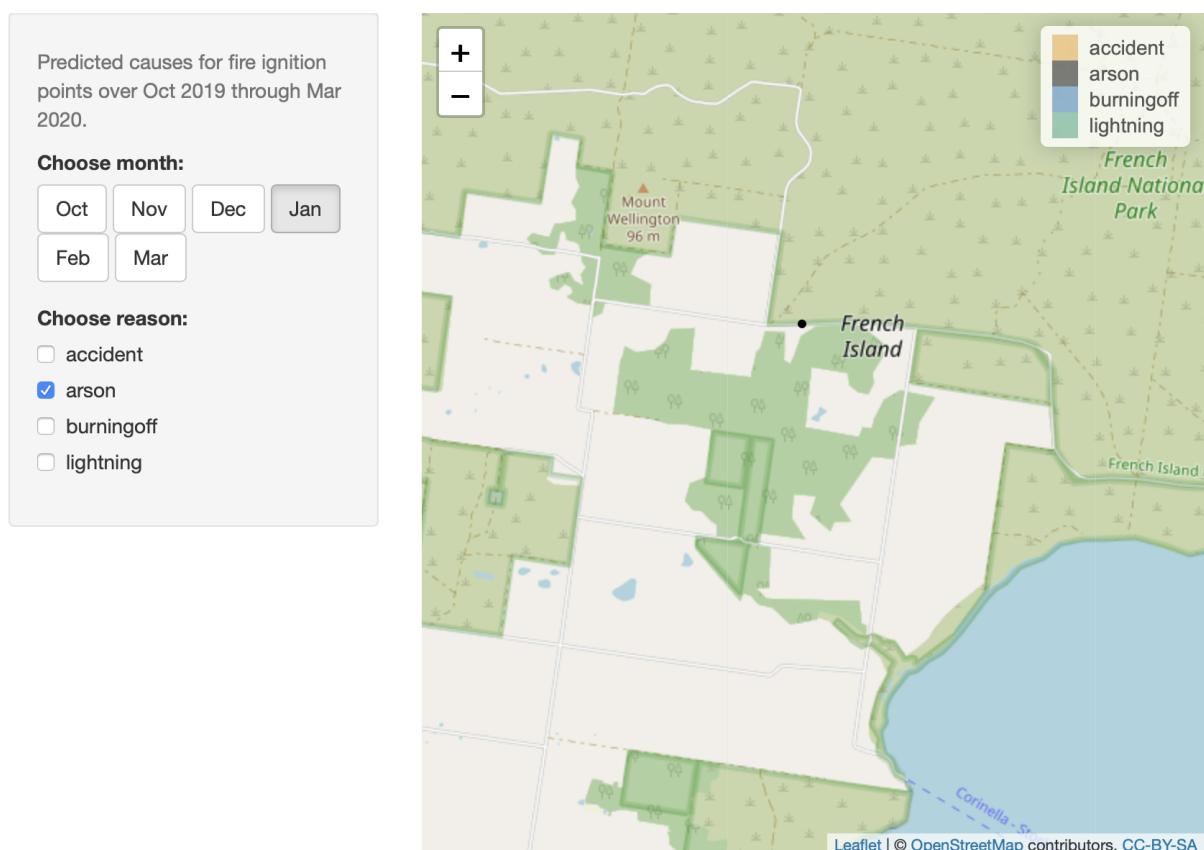 Predicted causes for fire ignition
points over Oct 2019 through Mar
2020.
Choose month:
Oct
Nov
Dec
Jan
Feb
Mar
Choose reason:
accident
arson
burningoff
lightning
+
−
accident
arson
burningoff
lightning
French
Island Nationa
Park
Mount
Wellington
96 m
French
Island
French Island
Corinella -
Leaflet | © OpenStreetMap contributors, CC-BY-SA